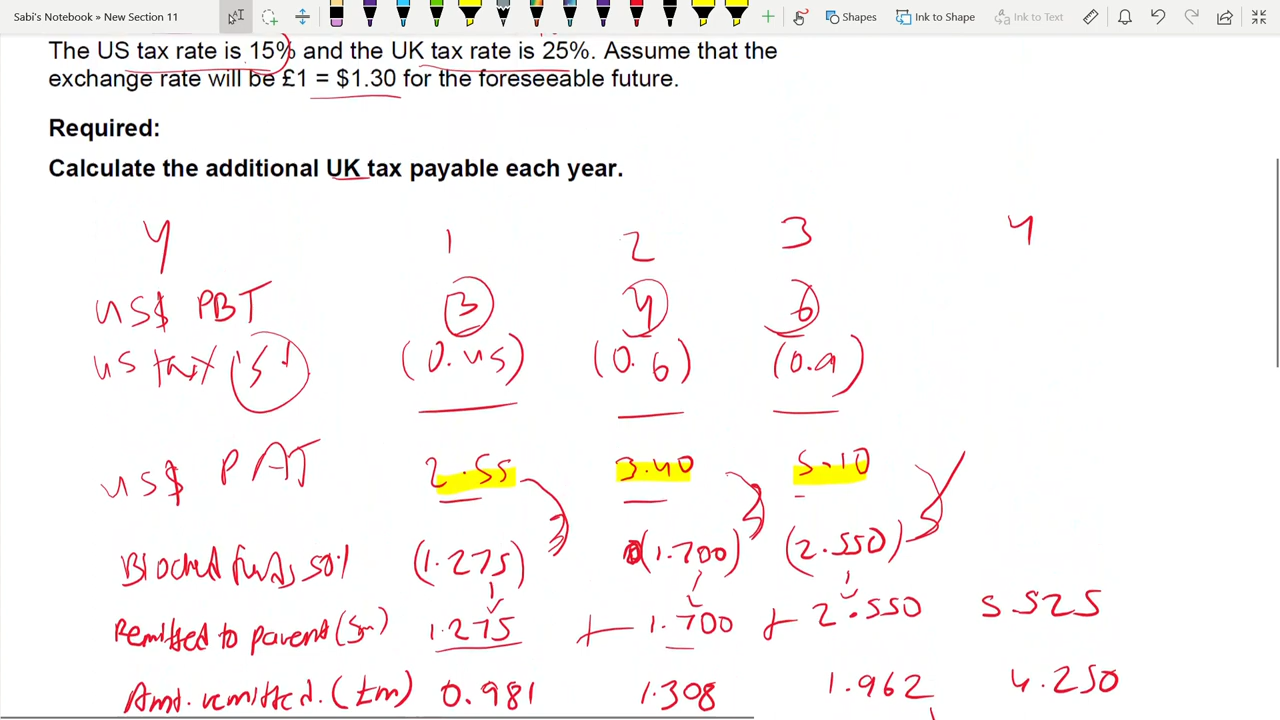 Sabi's Notebook » New Section 11
Shapes
Ink to Shape
Ink to Text
The US tax rate is 15% and the UK tax rate is 25%. Assume that the
exchange rate will be £1 = $1.30 for the foreseeable future.
Required:
Calculate the additional UK tax payable each year.
Y 1 2 3 4
US$ PBT 3 4 6
US tax 15% (0.45) (0.6) (0.9)
US$ PAT 2.55 3.40 5.10
Blocked funds 50% (1.275) (1.700) (2.550)
Remitted to parent ($m) 1.275 + 1.700 + 2.550 5.525
Amt. remitted. (£m) 0.981 1.308 1.962 4.250